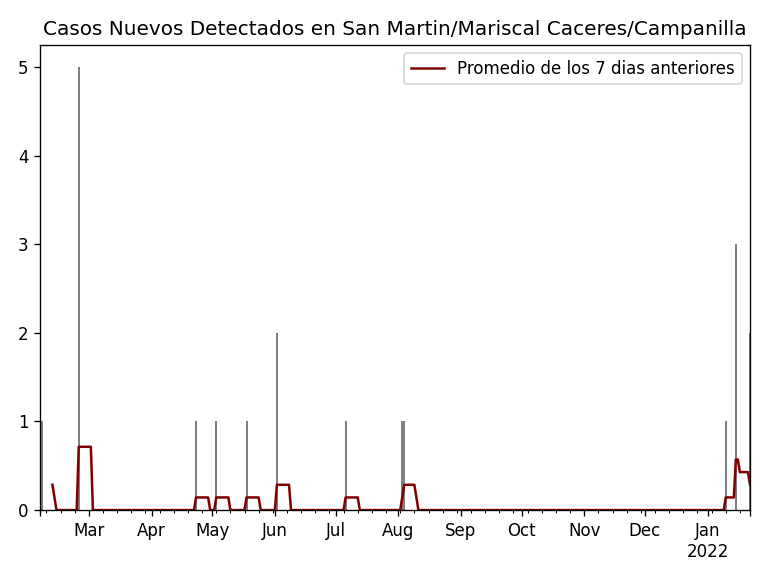 Casos Nuevos Detectados en San Martin/Mariscal Caceres/Campanilla
Promedio de los 7 dias anteriores
5
4
3
2
1
0
Mar Apr May Jun Jul Aug Sep Oct Nov Dec Jan
2022